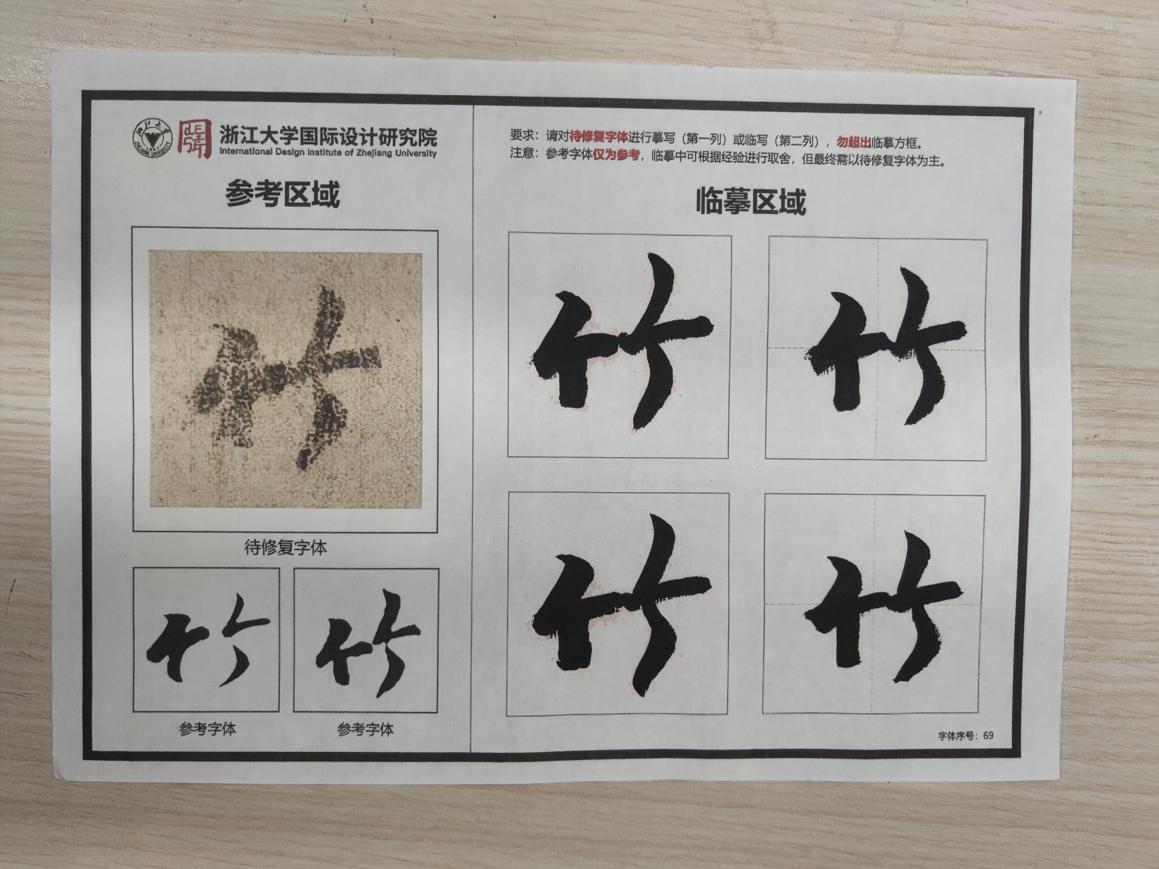 浙江大学国际设计研究院
International Design Institute of Zhejiang University
参考区域
竹
待修复字体
竹 竹
参考字体 参考字体
要求：请对待修复字体进行摹写（第一列）或临写（第二列），勿超出临摹方框。
注意：参考字体仅为参考，临摹中可根据经验进行取舍，但最终需以待修复字体为主。
临摹区域
竹 竹
竹 竹
字体序号：69